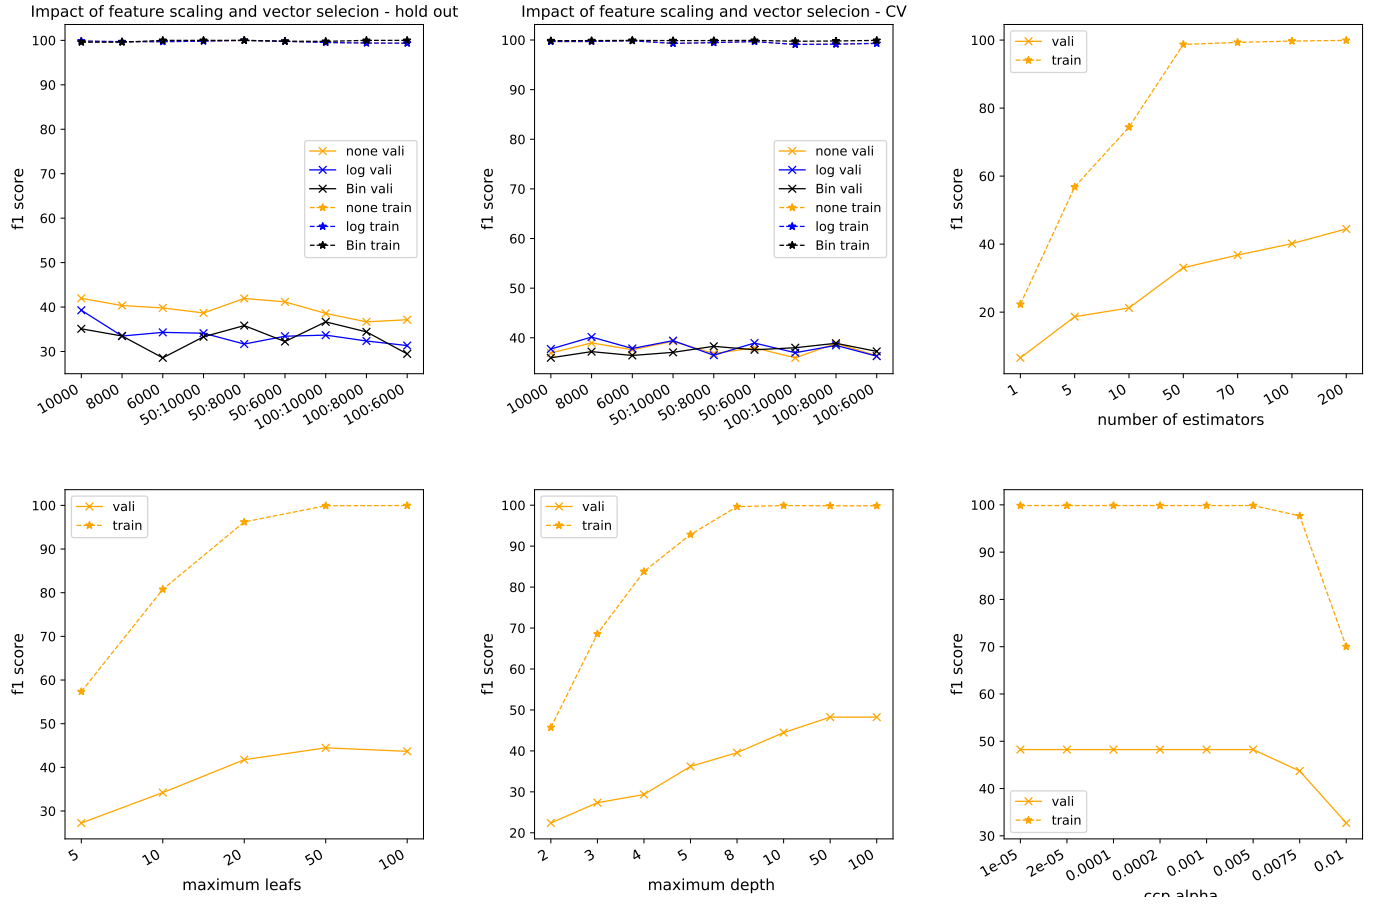 Impact of feature scaling and vector selecion - hold out
100
90
80
70
60
50
40
30
f1 score
none vali
log vali
Bin vali
none train
log train
Bin train
10000
8000
6000
50:10000
50:8000
50:6000
100:10000
100:8000
100:6000
Impact of feature scaling and vector selecion - CV
100
90
80
70
60
50
40
f1 score
none vali
log vali
Bin vali
none train
log train
Bin train
10000
8000
6000
50:10000
50:8000
50:6000
100:10000
100:8000
100:6000
100
80
60
40
20
f1 score
vali
train
1
5
10
50
70
100
200
number of estimators
100
90
80
70
60
50
40
30
f1 score
vali
train
5
10
20
50
100
maximum leafs
100
90
80
70
60
50
40
30
20
f1 score
vali
train
2
3
4
5
8
10
50
100
maximum depth
100
90
80
70
60
50
40
30
f1 score
vali
train
1e-05
2e-05
0.0001
0.0002
0.001
0.005
0.0075
0.01
ccp alpha